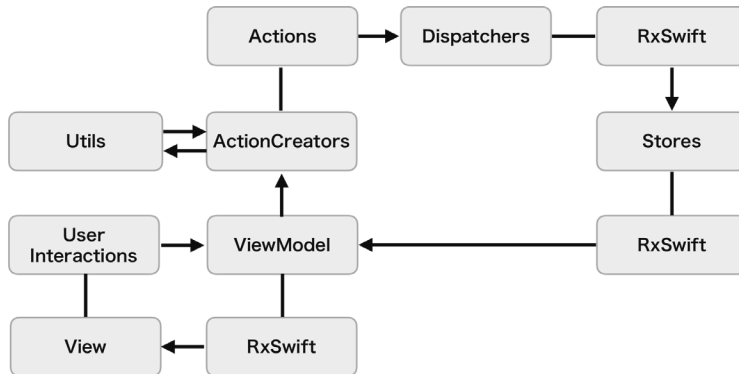 Actions
Dispatchers
RxSwift
Utils
ActionCreators
Stores
User
Interactions
ViewModel
RxSwift
View
RxSwift